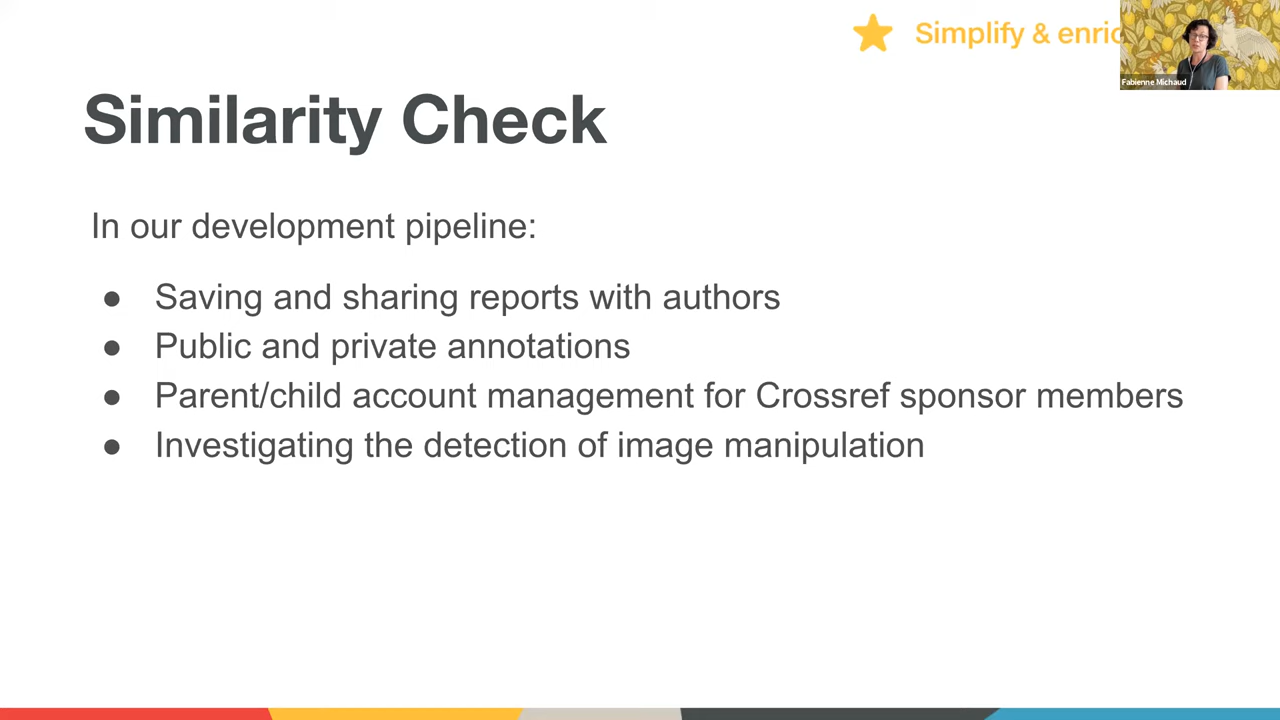 Simplify &
Fabienne Michaud
Similarity Check
In our development pipeline:
● Saving and sharing reports with authors
● Public and private annotations
● Parent/child account management for Crossref sponsor members
● Investigating the detection of image manipulation